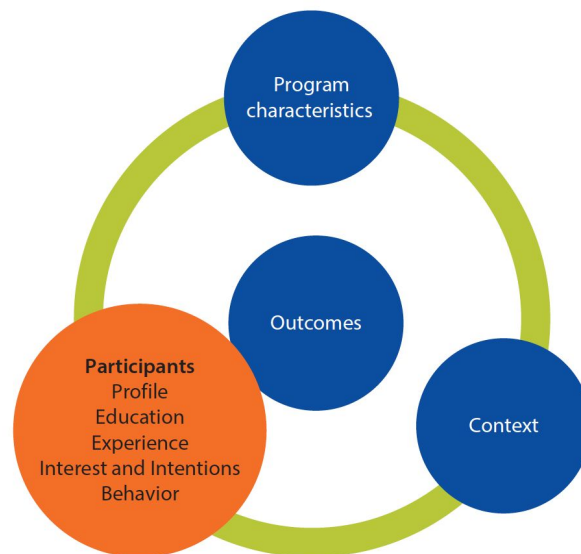 Program
characteristics
Outcomes
Participants
Profile
Education
Experience
Interest and Intentions
Behavior
Context